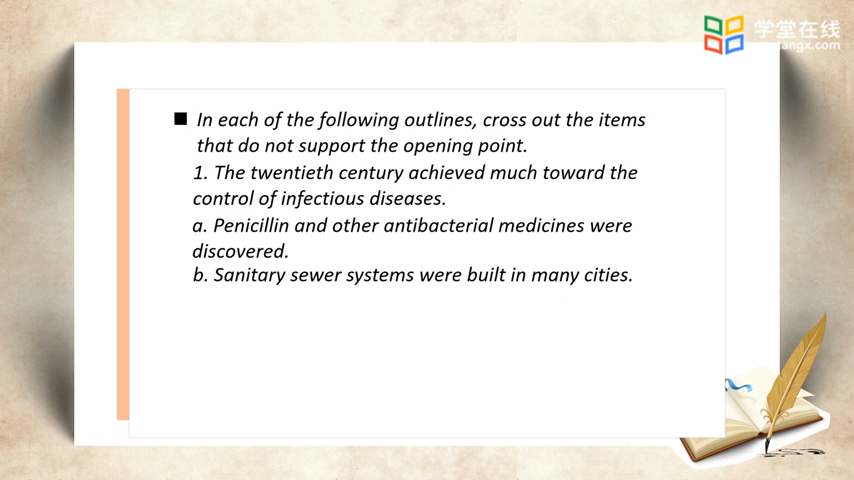 学堂在线
In each of the following outlines, cross out the items
that do not support the opening point.
1. The twentieth century achieved much toward the
control of infectious diseases.
a. Penicillin and other antibacterial medicines were
discovered.
b. Sanitary sewer systems were built in many cities.